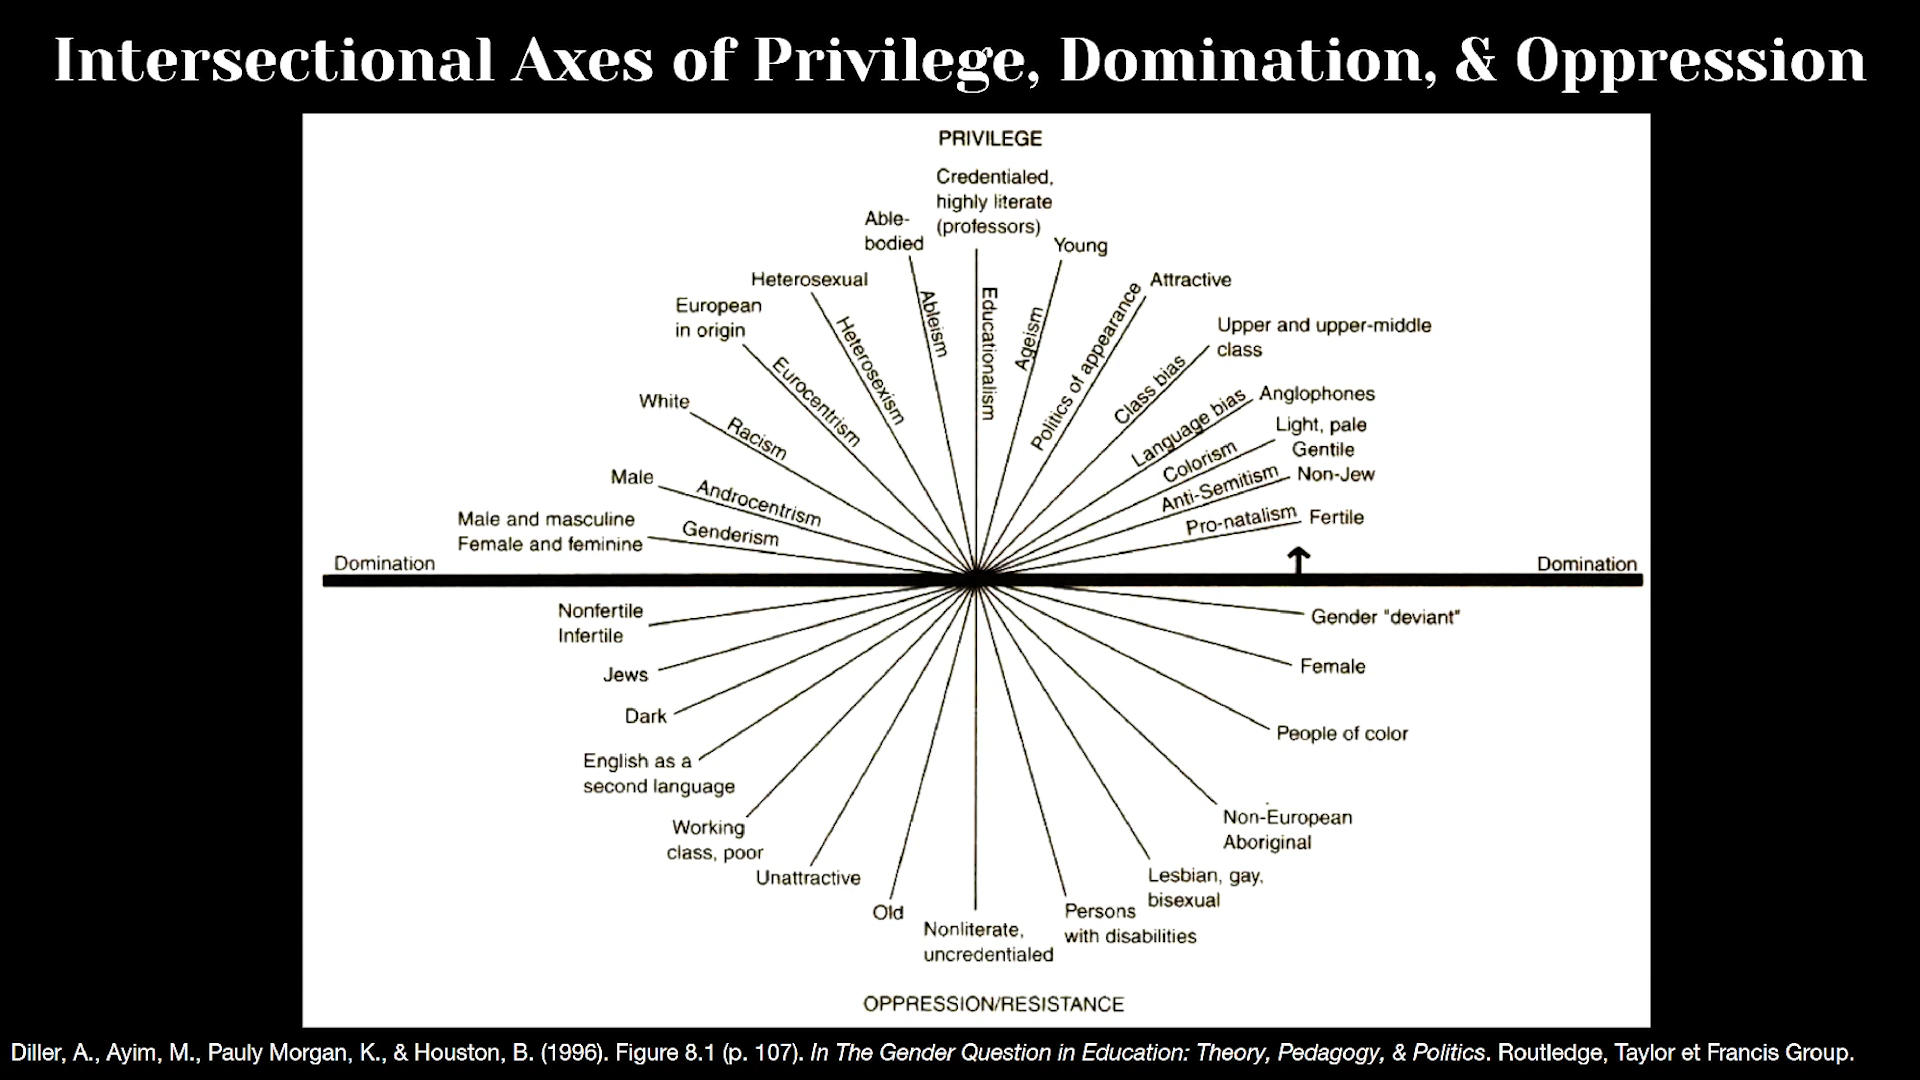 Intersectional Axes of Privilege, Domination, & Oppression
PRIVILEGE
Credentialed,
highly literate
(professors)
Able-
bodied
Young
Heterosexual
Attractive
European
in origin
Upper and upper-middle
class
White
Anglophones
Light, pale
Gentile
Non-Jew
Male
Male and masculine
Female and feminine
Fertile
Genderism
Androcentrism
Racism
Eurocentrism
Heterosexism
Ableism
Educationalism
Ageism
Politics of appearance
Class bias
Language bias
Colorism
Anti-Semitism
Pro-natalism
Domination
Domination
Nonfertile
Infertile
Gender "deviant"
Jews
Female
Dark
People of color
English as a
second language
Working
class, poor
Non-European
Aboriginal
Unattractive
Lesbian, gay,
bisexual
Old
Persons
with disabilities
Nonliterate,
uncredentialed
OPPRESSION/RESISTANCE
Diller, A., Ayim, M., Pauly Morgan, K., & Houston, B. (1996). Figure 8.1 (p. 107). In The Gender Question in Education: Theory, Pedagogy, & Politics. Routledge, Taylor et Francis Group.